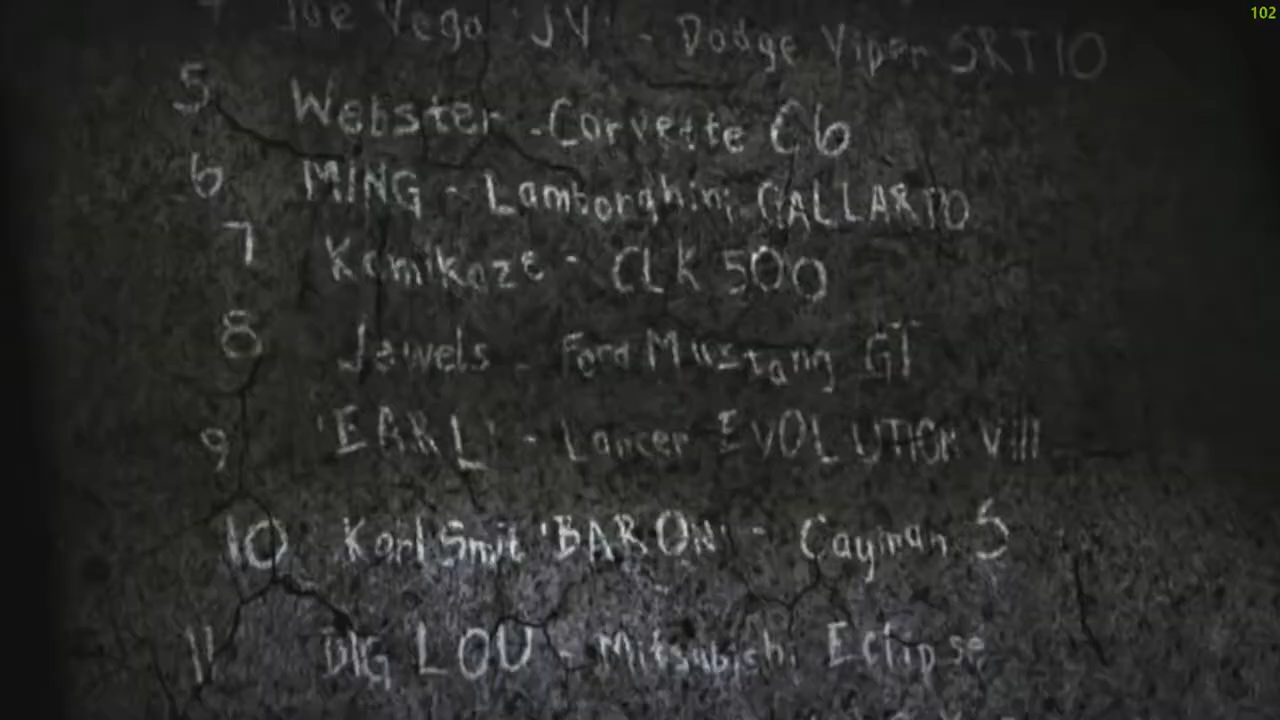 102
Joe Vega 'JV' - Dodge Viper SRT10
5 Webster - Corvette C6
6 MING - Lamborghini GALLARDO
7 Kamikaze - CLK 500
8 Jewels - Ford Mustang GT
9 'EARL' - Lancer EVOLUTION VIII
10 Karl Smit 'BARON' - Cayman S
11 BIG LOU - Mitsubishi Eclipse